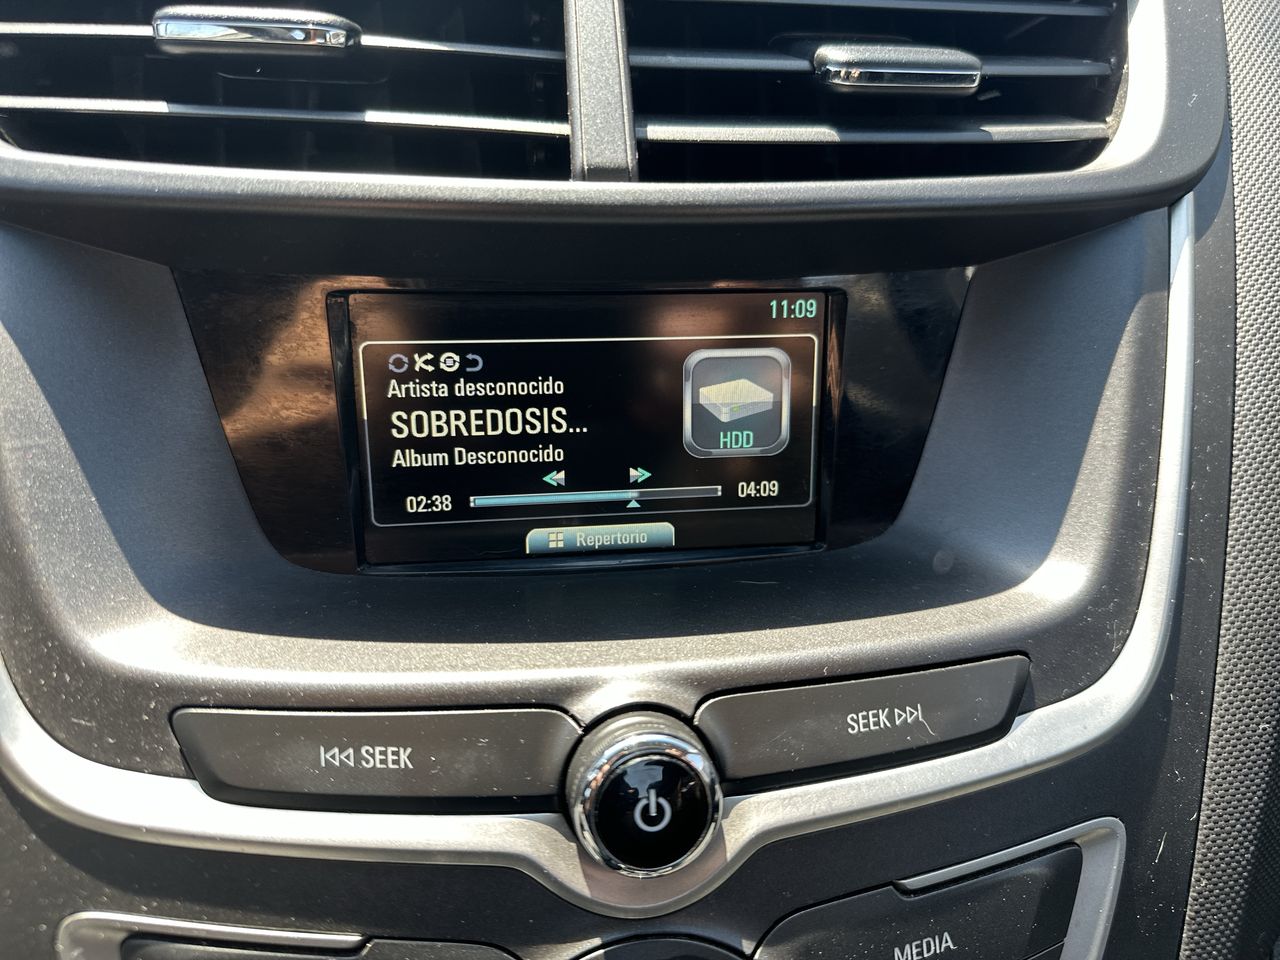 11:09
Artista desconocido
SOBREDOSIS...
Album Desconocido
HDD
02:38
04:09
Repertorio
SEEK
SEEK
MEDIA